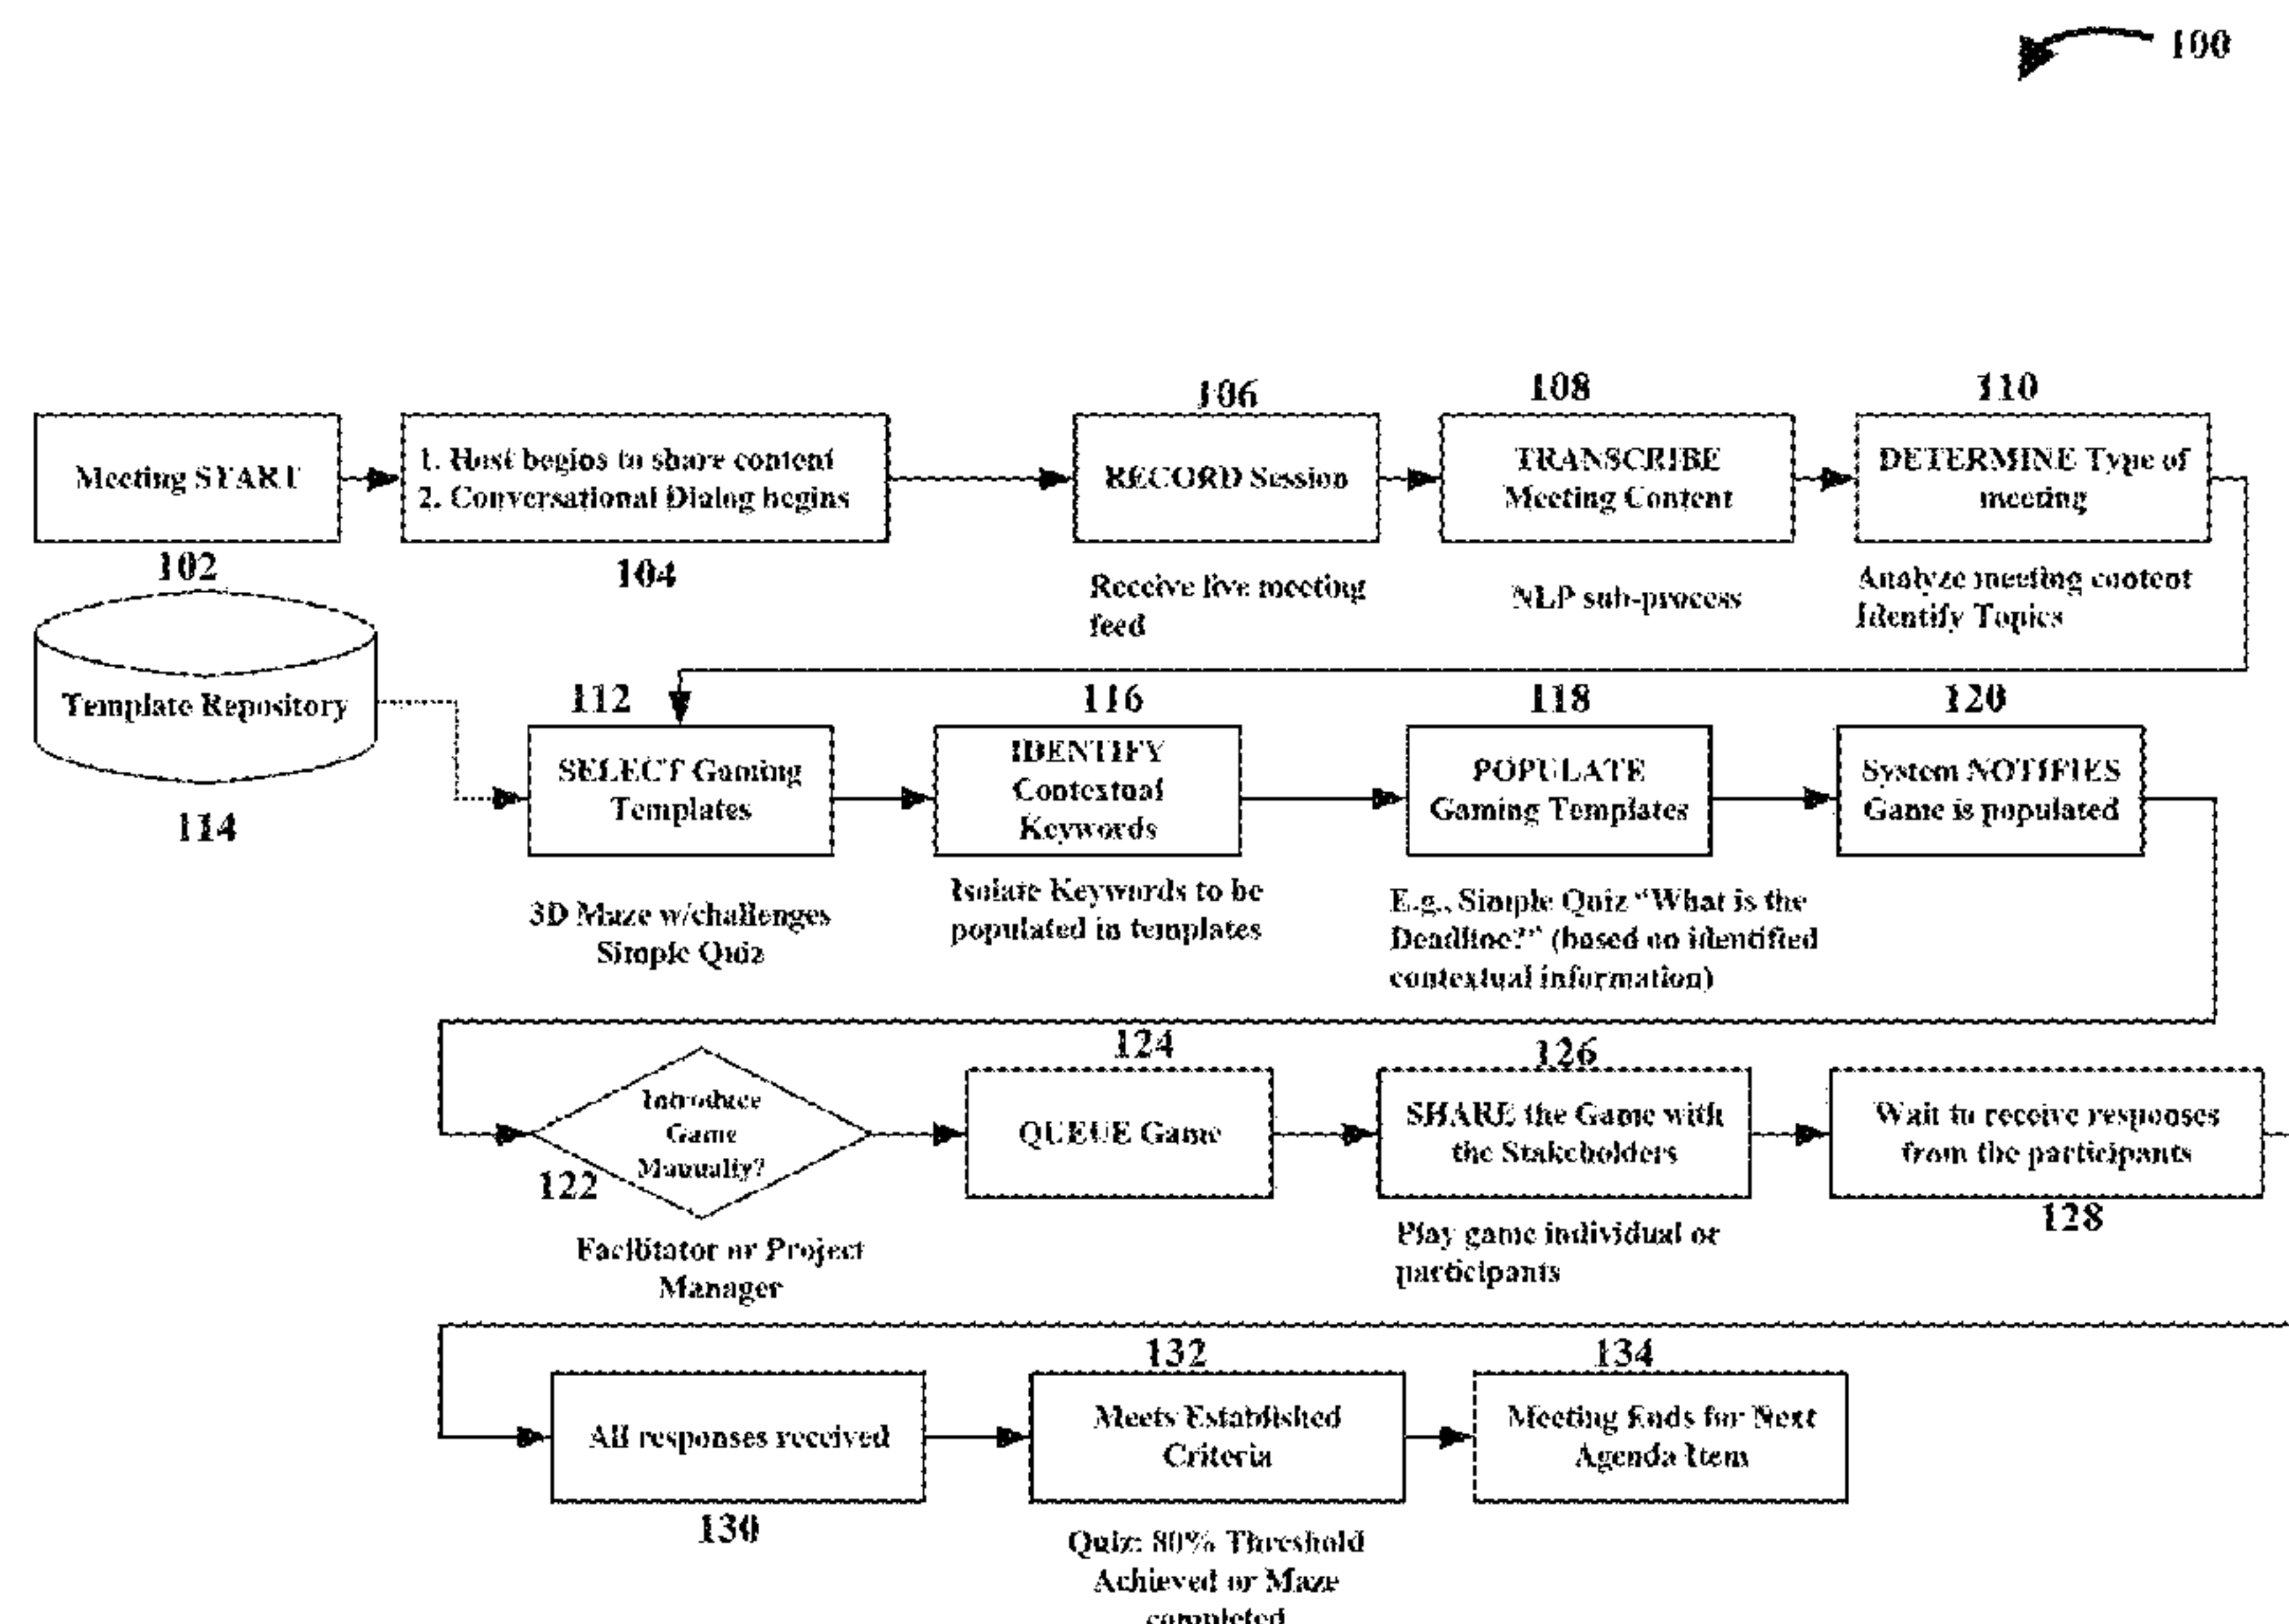 100
106
108
110
Meeting START
1. Host begins to share content
2. Conversational Dialog begins
RECORD Session
TRANSCRIBE
Meeting Content
DETERMINE Type of
meeting
102
104
Receive live meeting
feed
NLP sub-process
Analyze meeting content
Identify Topics
Template Repository
114
112
116
118
120
SELECT Gaming
Templates
IDENTIFY
Contextual
Keywords
POPULATE
Gaming Templates
System NOTIFIES
Game is populated
3D Maze w/challenges
Simple Quiz
Isolate Keywords to be
populated in templates
E.g., Simple Quiz “What is the
Deadline?” (based on identified
contextual information)
124
126
Introduce
Game
Manually?
122
QUEUE Game
SHARE the Game with
the Stakeholders
Wait to receive responses
from the participants
128
Facilitator or Project
Manager
Play game individual or
participants
132
134
All responses received
Meets Established
Criteria
Meeting Ends for Next
Agenda Item
130
Quiz: 80% Threshold
Achieved or Maze
completed